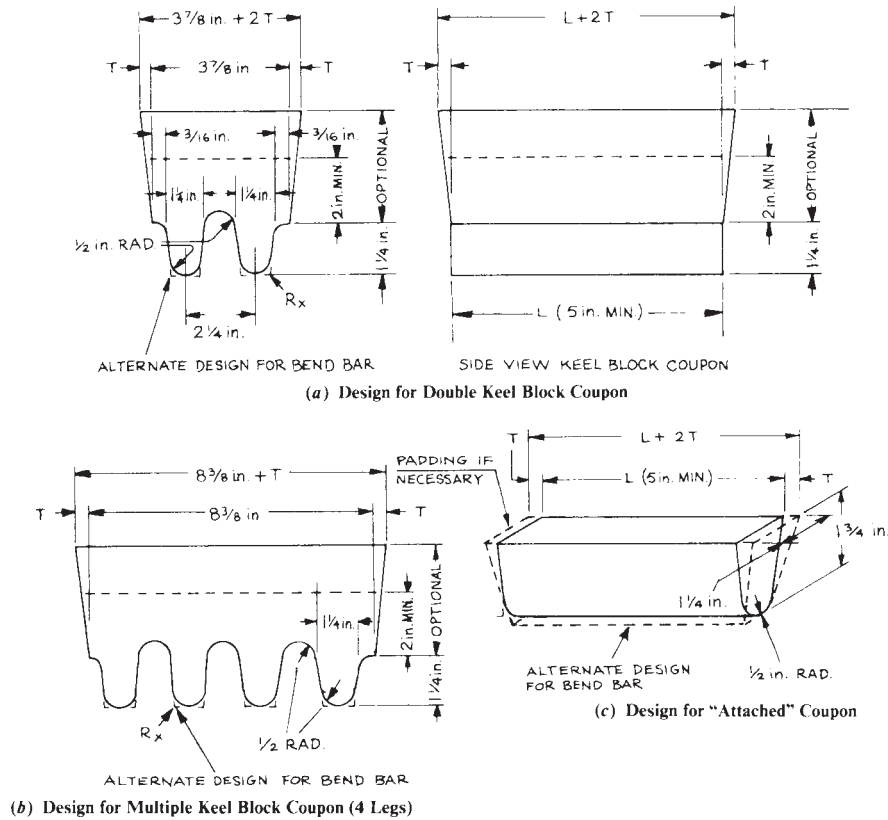 3 7/8 in. + 2 T
T 3 7/8 in T
3/16 in. 3/16 in.
1 1/4 in. 1 1/4 in.
2 in. MIN.
OPTIONAL
1 1/4 in.
1/2 in. RAD.
Rx
2 1/4 in.
ALTERNATE DESIGN FOR BEND BAR
L + 2 T
T T
2 in. MIN
OPTIONAL
1 1/4 in.
L (5 in. MIN.)
SIDE VIEW KEEL BLOCK COUPON
(a) Design for Double Keel Block Coupon
8 3/8 in. + T
T 8 3/8 in T
1 1/4 in.
2 in. MIN.
OPTIONAL
1 1/4 in.
Rx
1/2 RAD.
ALTERNATE DESIGN FOR BEND BAR
(b) Design for Multiple Keel Block Coupon (4 Legs)
PADDING IF
NECESSARY
T L + 2 T
L (5 in. MIN.) T
1 3/4 in.
1 1/4 in.
1/2 in. RAD.
ALTERNATE DESIGN
FOR BEND BAR
(c) Design for "Attached" Coupon